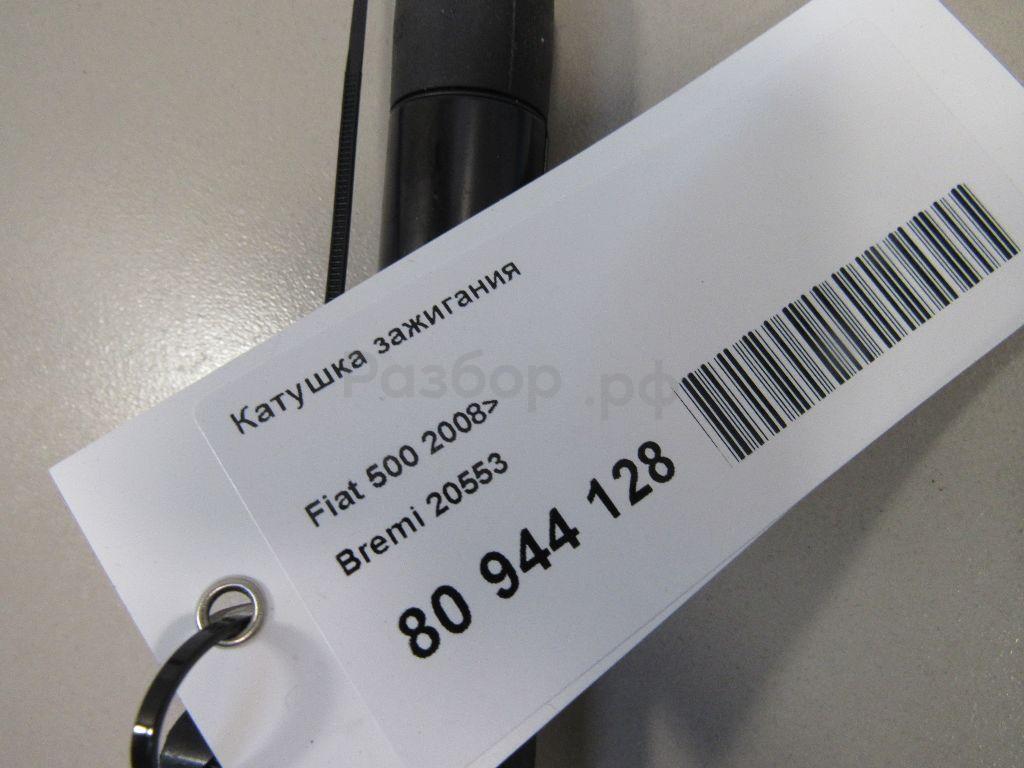 Катушка зажигания
Разбор.рф
Fiat 500 2008>
Bremi 20553
80 944 128